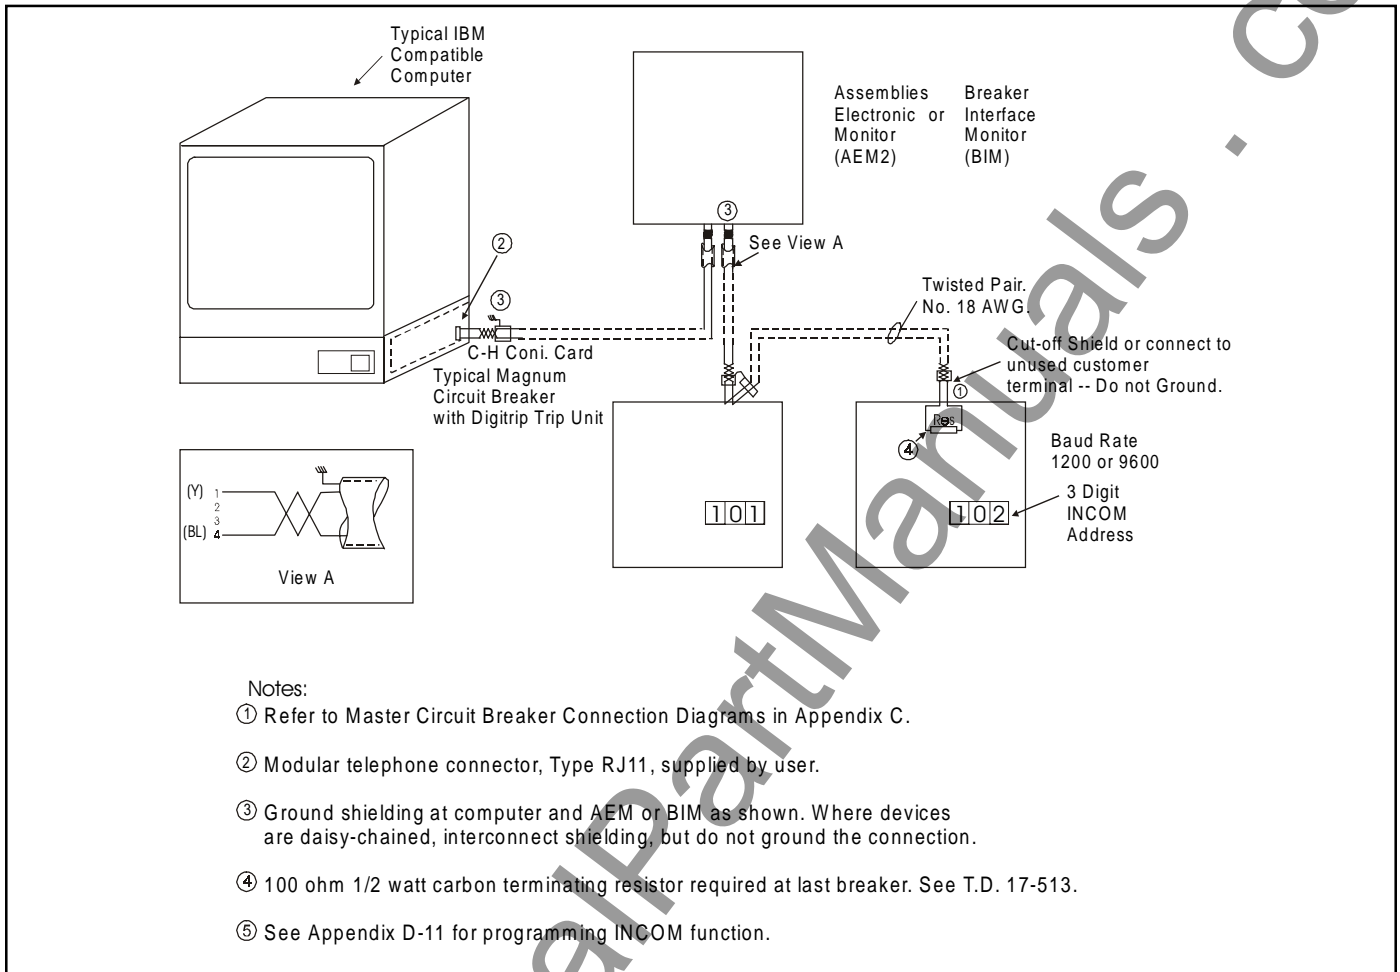 Typical IBM
Compatible
Computer
Assemblies Breaker
Electronic or Interface
Monitor Monitor
(AEM2) (BIM)
③
See View A
②
③
Twisted Pair.
No. 18 AWG.
C-H Coni. Card
Typical Magnum
Circuit Breaker
with Digitrip Trip Unit
Cut-off Shield or connect to
unused customer
terminal -- Do not Ground.
①
Res
④
Baud Rate
1200 or 9600
101
102
3 Digit
INCOM
Address
(Y) 1
2
3
(BL) 4
View A
Notes:
① Refer to Master Circuit Breaker Connection Diagrams in Appendix C.
② Modular telephone connector, Type RJ11, supplied by user.
③ Ground shielding at computer and AEM or BIM as shown. Where devices
are daisy-chained, interconnect shielding, but do not ground the connection.
④ 100 ohm 1/2 watt carbon terminating resistor required at last breaker. See T.D. 17-513.
⑤ See Appendix D-11 for programming INCOM function.
alPartManuals . co